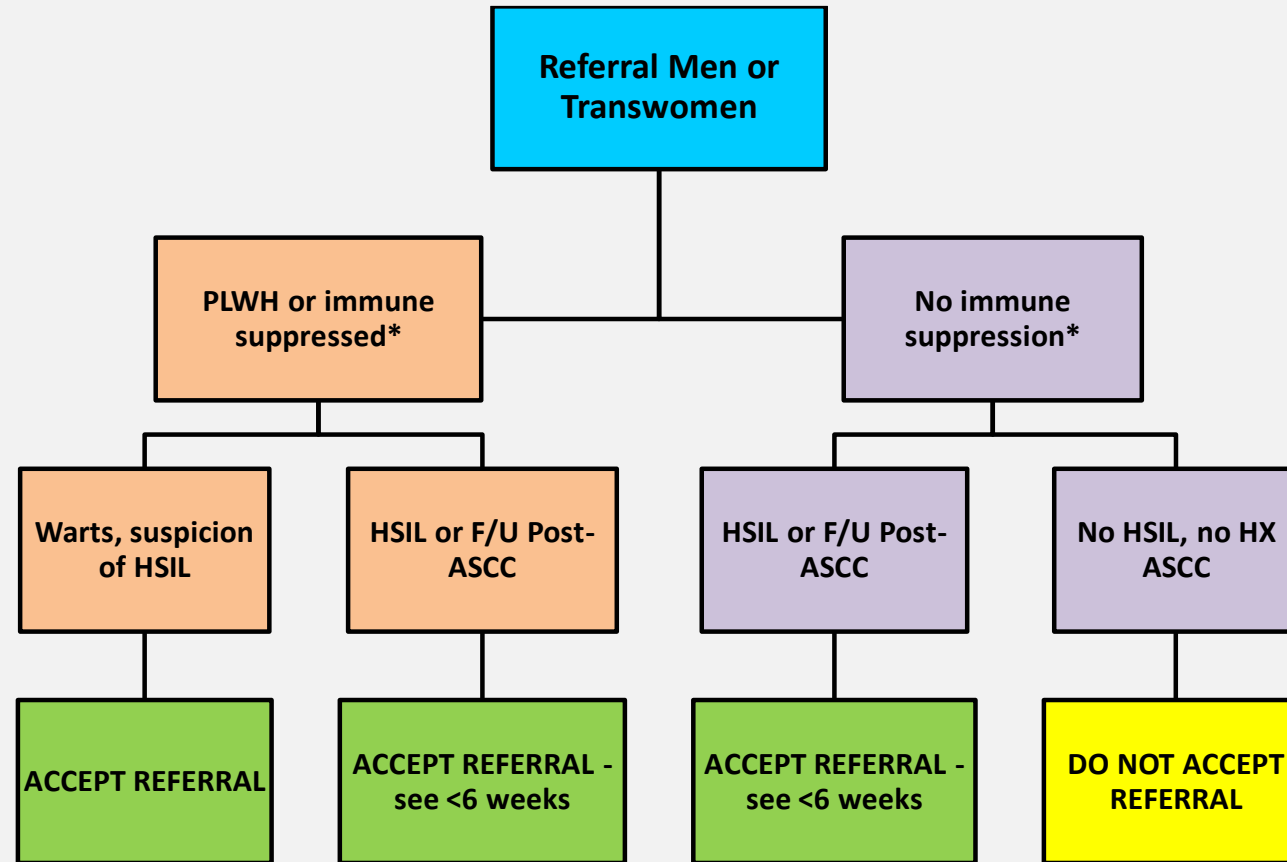 Referral Men or
Transwomen
PLWH or immune
suppressed*
No immune
suppression*
Warts, suspicion
of HSIL
HSIL or F/U Post-
ASCC
HSIL or F/U Post-
ASCC
No HSIL, no HX
ASCC
ACCEPT REFERRAL
ACCEPT REFERRAL -
see <6 weeks
ACCEPT REFERRAL -
see <6 weeks
DO NOT ACCEPT
REFERRAL